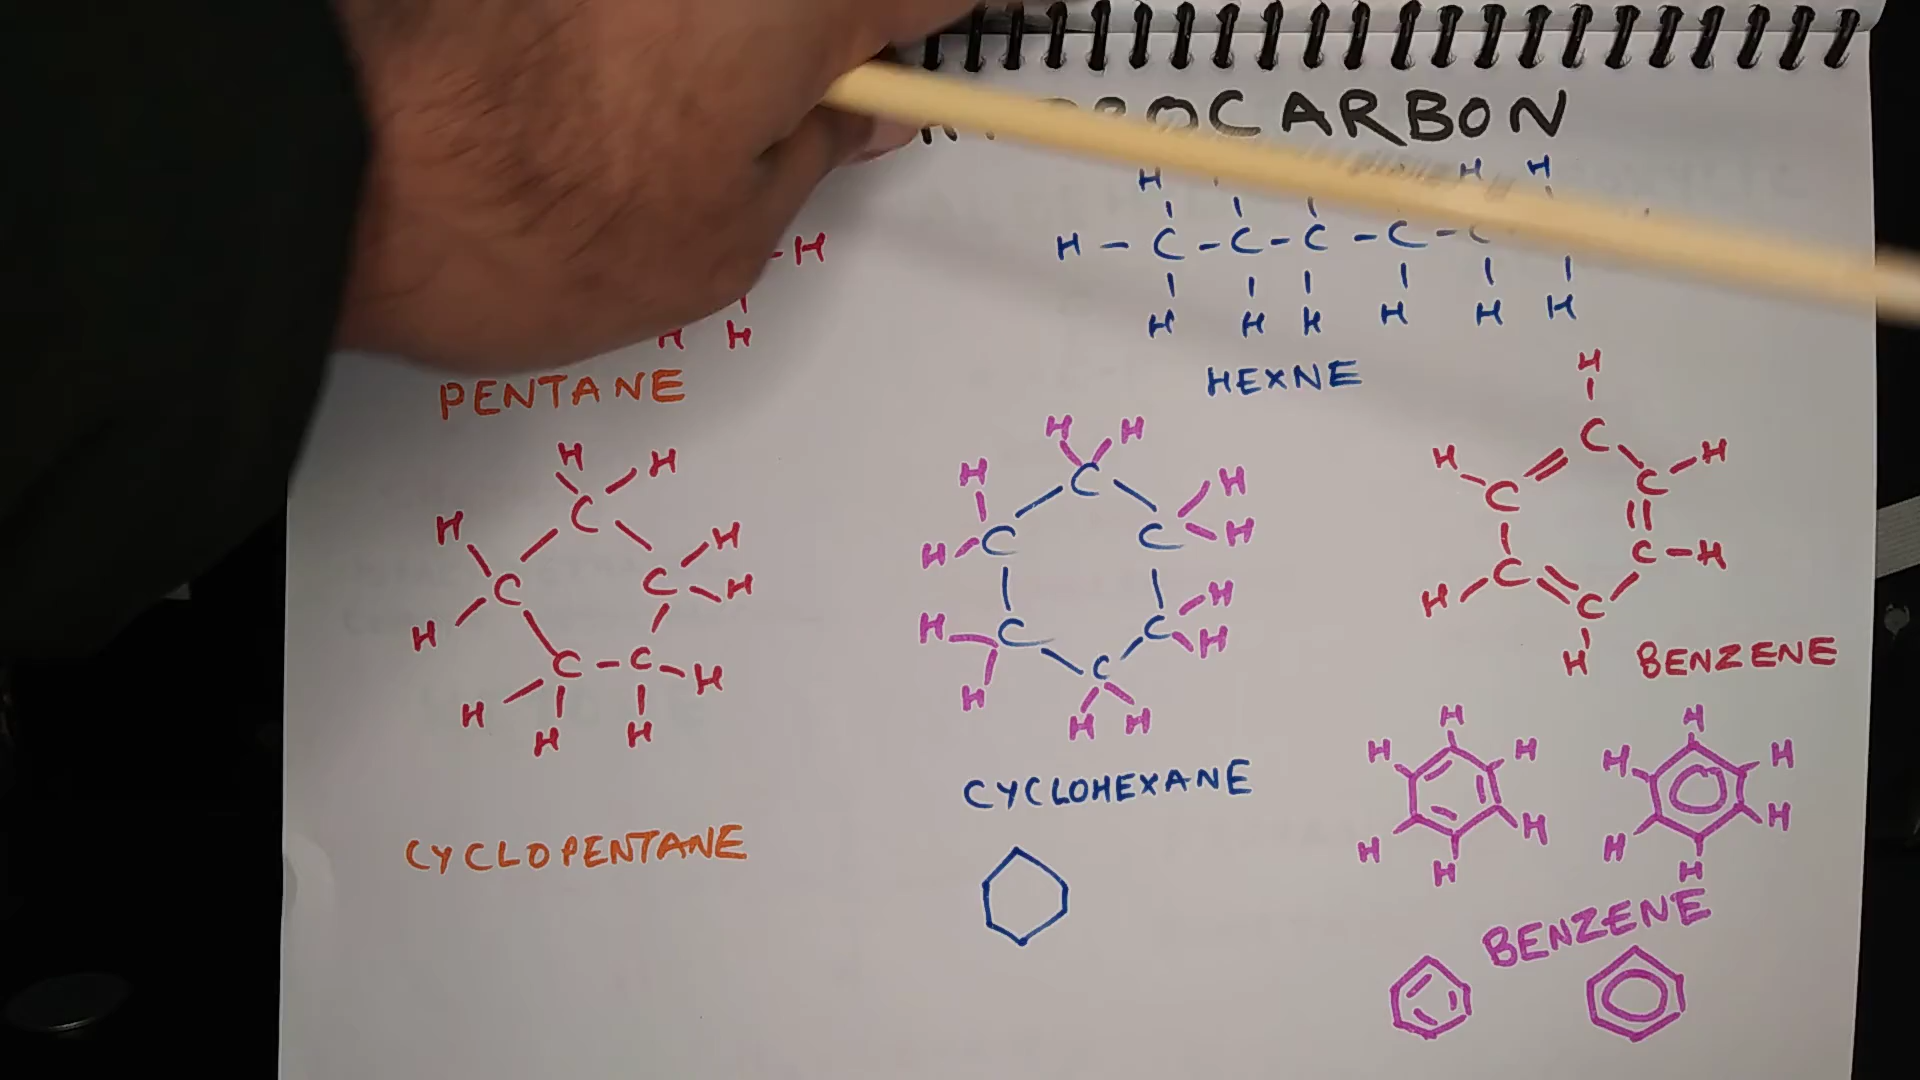 OCARBON
H H H
H - C - C - C - C - C
H H H H H H
- H
H H
PENTANE
HEXNE
H
H C H
C C
C C - H
H C
H
BENZENE
H H
H C H
C C H
H C - C H
H H H
CYCLOPENTANE
H H
H C H
H C C H
H C C H
H C H
H H
CYCLOHEXANE
H
H H
H H
H
H
H H
H H
H
BENZENE